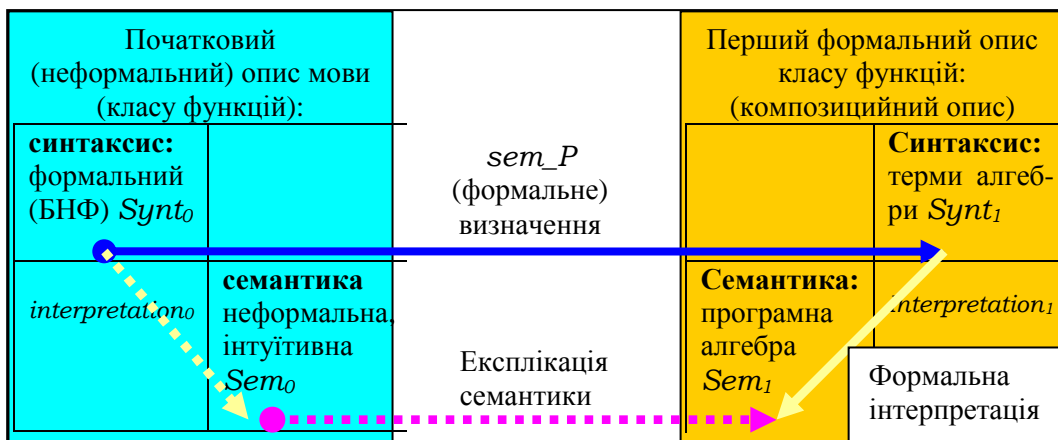 Початковий
(неформальний) опис мови
(класу функцій):
синтаксис:
формальний
(БНФ) Synt₀
interpretation₀
семантика
неформальна,
інтуїтивна
Sem₀
sem_P
(формальне)
визначення
Експлікація
семантики
Перший формальний опис
класу функцій:
(композиційний опис)
Синтаксис:
терми алгеб-
ри Synt₁
Семантика:
програмна
алгебра
Sem₁
interpretation₁
Формальна
інтерпретація